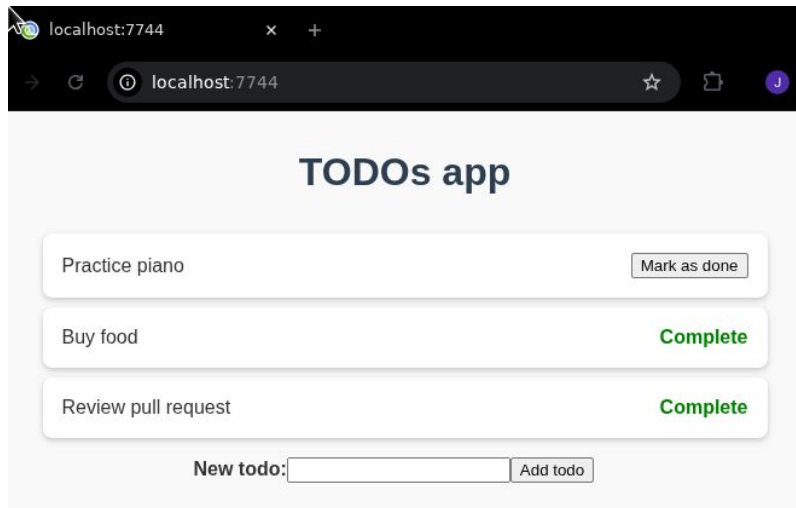 localhost:7744
localhost:7744
J
TODOs app
Practice piano Mark as done
Buy food Complete
Review pull request Complete
New todo: Add todo